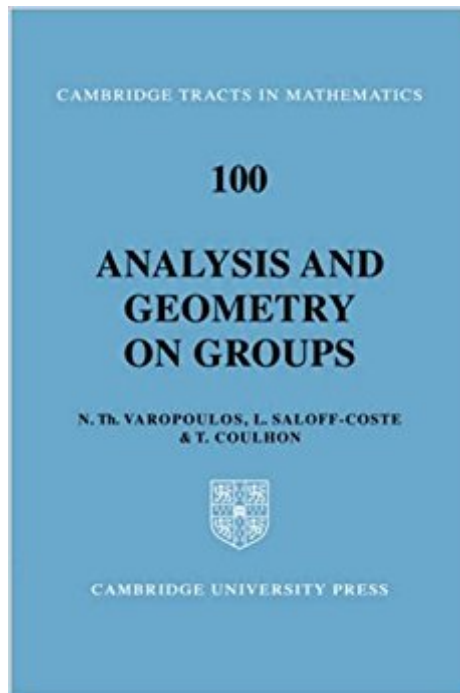 CAMBRIDGE TRACTS IN MATHEMATICS
100
ANALYSIS AND
GEOMETRY
ON GROUPS
N. Th. VAROPOULOS, L. SALOFF-COSTE
& T. COULHON
CAMBRIDGE UNIVERSITY PRESS